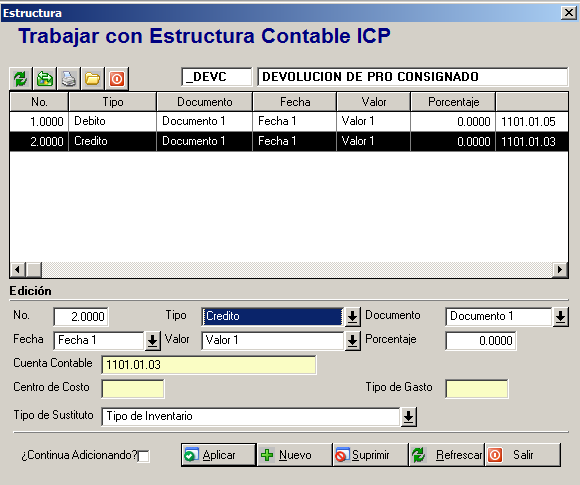 Estructura
Trabajar con Estructura Contable ICP
_DEVC DEVOLUCION DE PRO CONSIGNADO
No. Tipo Documento Fecha Valor Porcentaje
1.0000 Debito Documento 1 Fecha 1 Valor 1 0.0000 1101.01.05
2.0000 Credito Documento 1 Fecha 1 Valor 1 0.0000 1101.01.03
Edición
No. 2.0000 Tipo Credito Documento Documento 1
Fecha Fecha 1 Valor Valor 1 Porcentaje 0.0000
Cuenta Contable 1101.01.03
Centro de Costo Tipo de Gasto
Tipo de Sustituto Tipo de Inventario
¿Continua Adicionando? Aplicar Nuevo Suprimir Refrescar Salir